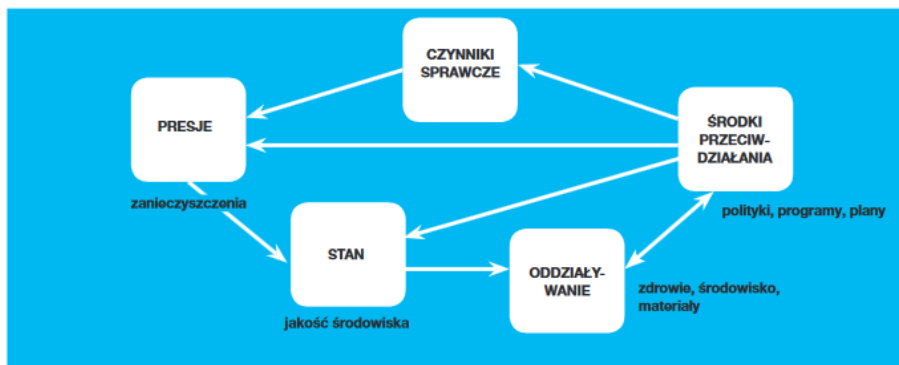 CZYNNIKI
SPRAWCZE
PRESJE
ŚRODKI
PRZECIW-
DZIAŁANIA
zanieczyszczenia
polityki, programy, plany
STAN
ODDZIAŁY-
WANIE
zdrowie, środowisko,
materiały
jakość środowiska